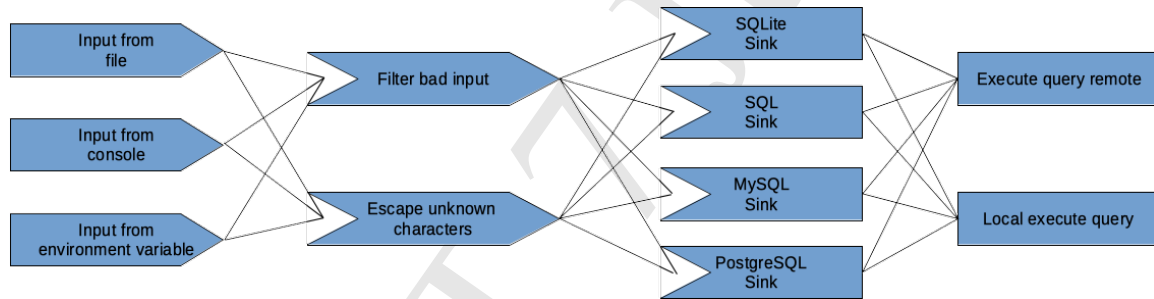 Input from
file
Input from
console
Input from
environment variable
Filter bad input
Escape unknown
characters
SQLite
Sink
SQL
Sink
MySQL
Sink
PostgreSQL
Sink
Execute query remote
Local execute query